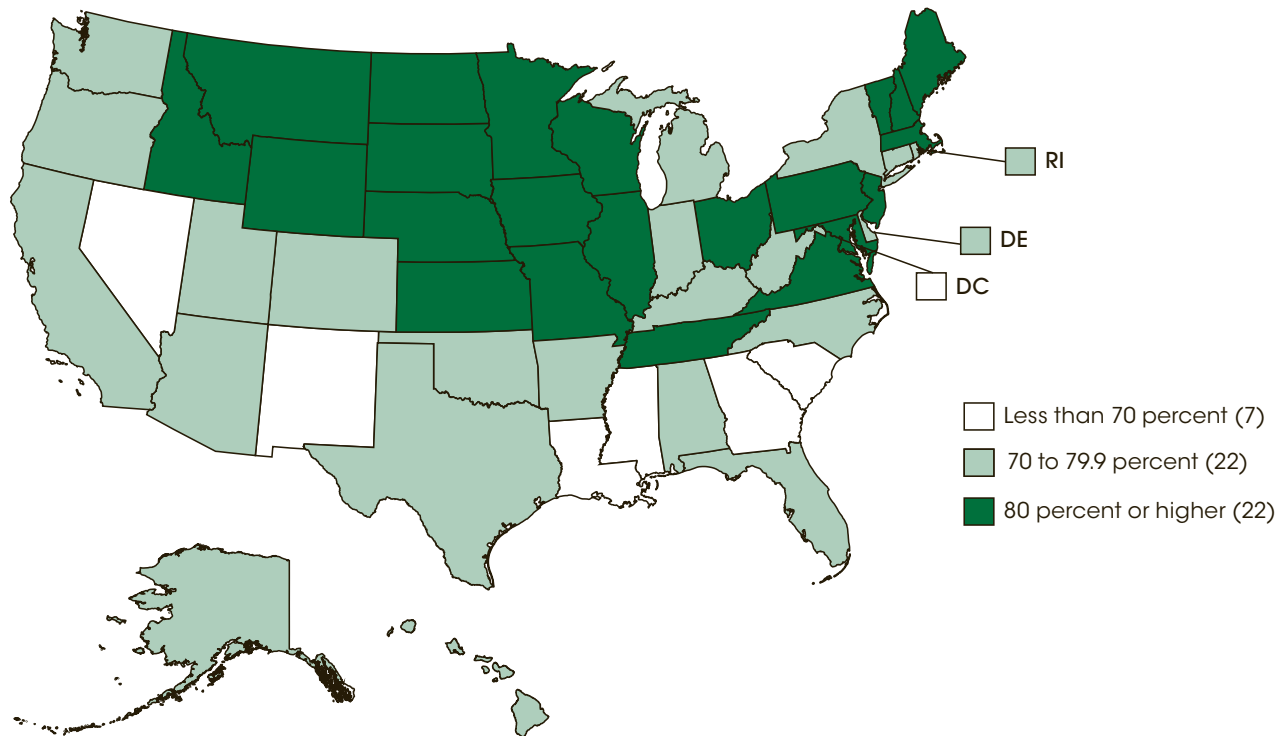 RI
DE
DC
Less than 70 percent (7)
70 to 79.9 percent (22)
80 percent or higher (22)